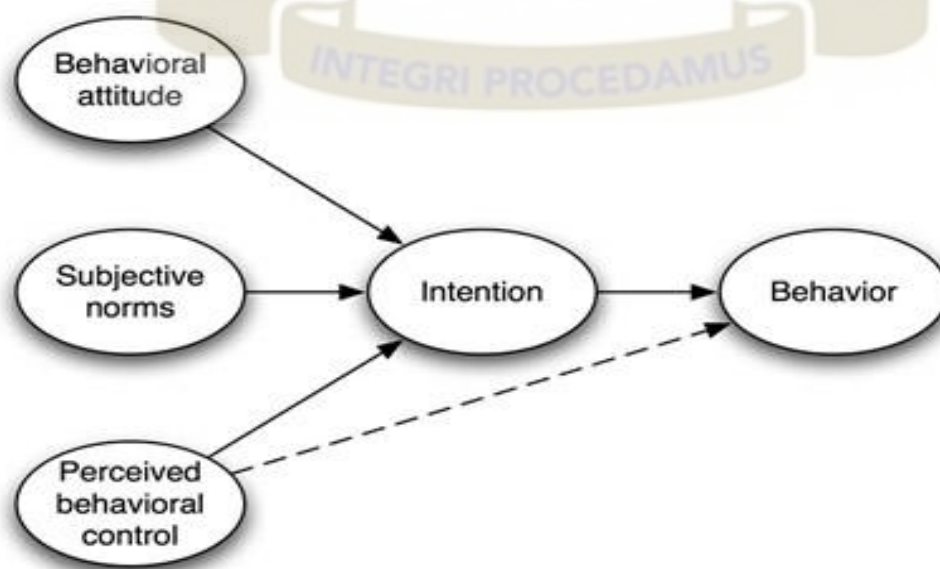 INTEGRI PROCEDAMUS
Behavioral
attitude
Subjective
norms
Intention
Behavior
Perceived
behavioral
control